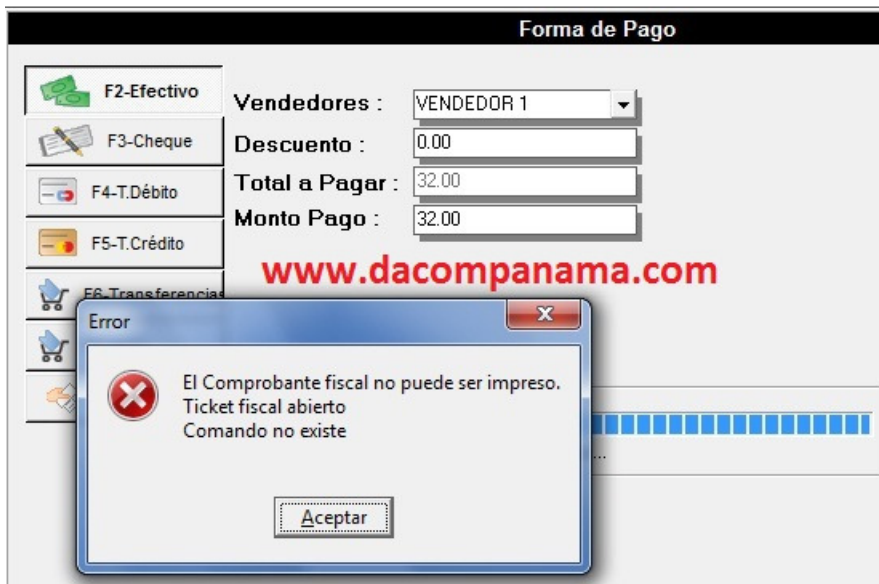 Forma de Pago
F2-Efectivo
F3-Cheque
F4-T.Débito
F5-T.Crédito
F6-Transferencias
Vendedores : VENDEDOR 1
Descuento : 0.00
Total a Pagar : 32.00
Monto Pago : 32.00
www.dacompanama.com
Error
El Comprobante fiscal no puede ser impreso.
Ticket fiscal abierto
Comando no existe
Aceptar
...